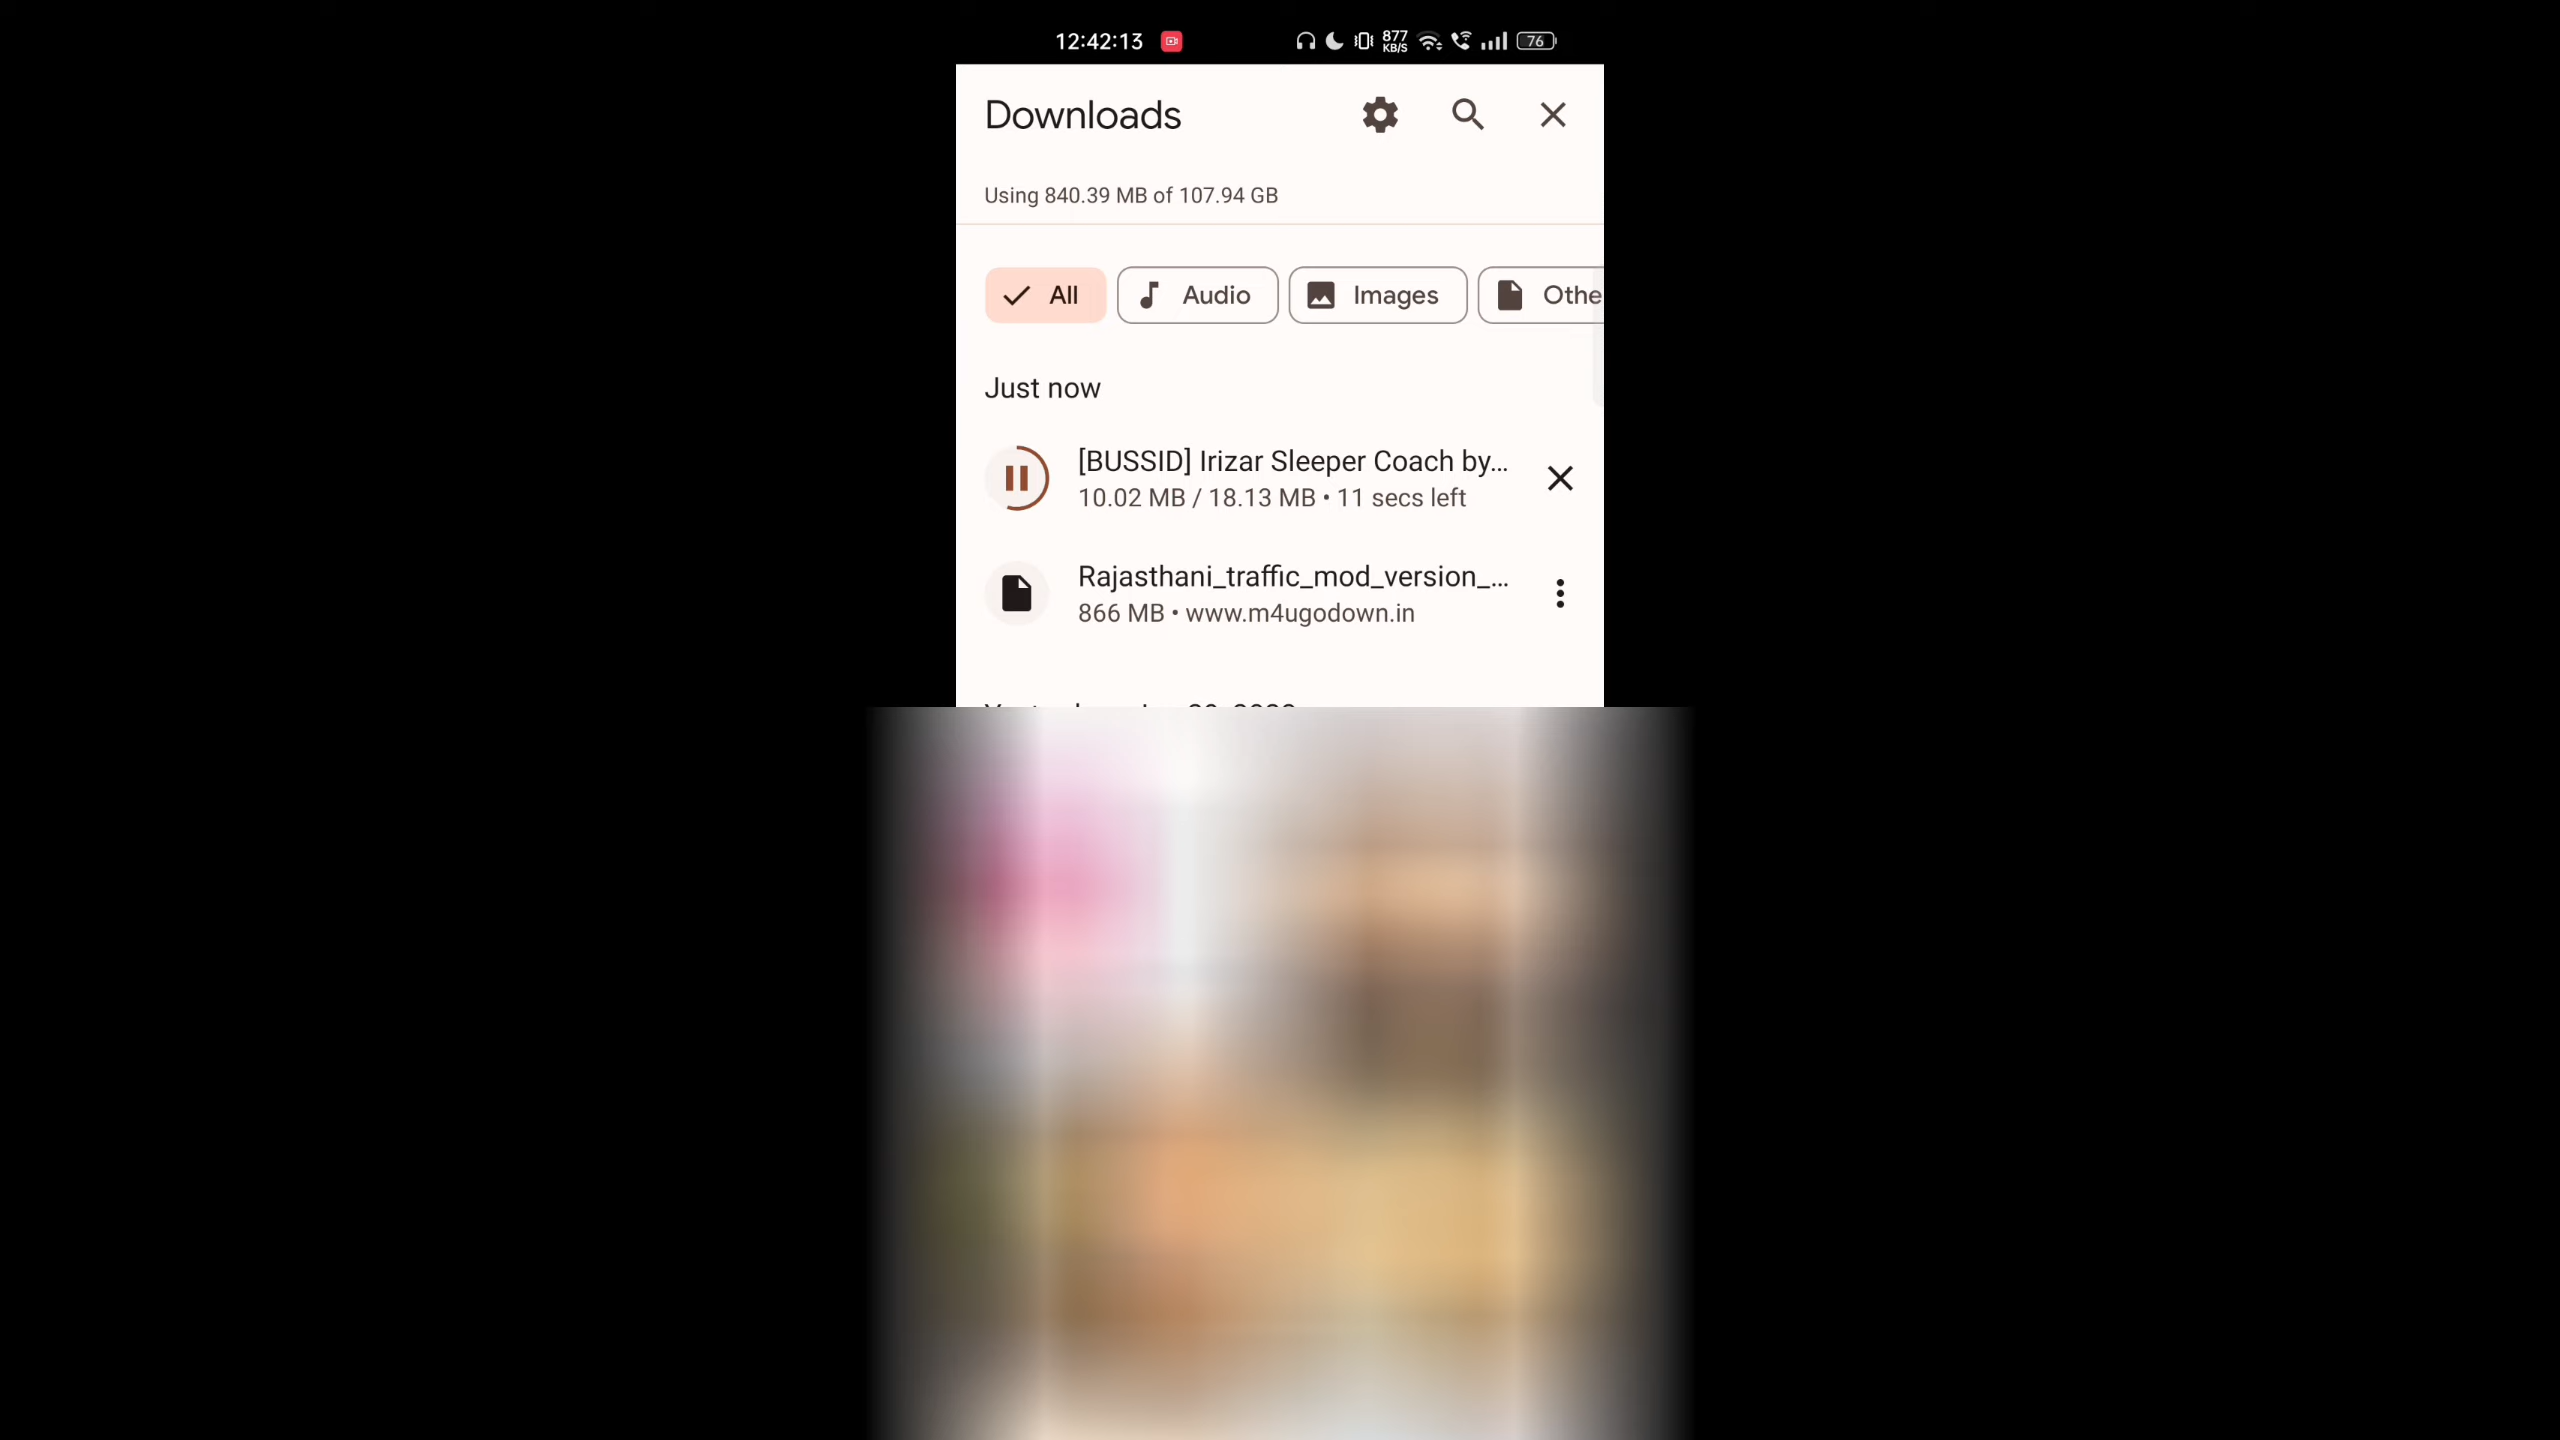 12:42:13
877
KB/S
76
Downloads
Using 840.39 MB of 107.94 GB
All
Audio
Images
Othe
Just now
[BUSSID] Irizar Sleeper Coach by...
10.02 MB / 18.13 MB • 11 secs left
Rajasthani_traffic_mod_version_...
866 MB • www.m4ugodown.in